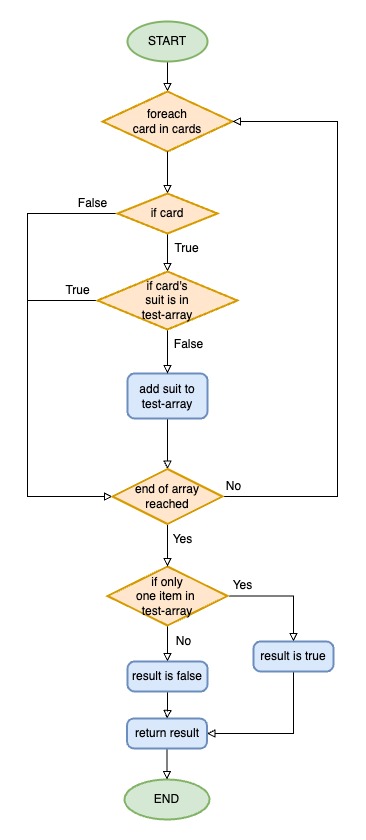 START
foreach
card in cards
False
if card
True
True
if card's
suit is in
test-array
False
add suit to
test-array
end of array
reached
No
Yes
if only
one item in
test-array
Yes
No
result is true
result is false
return result
END